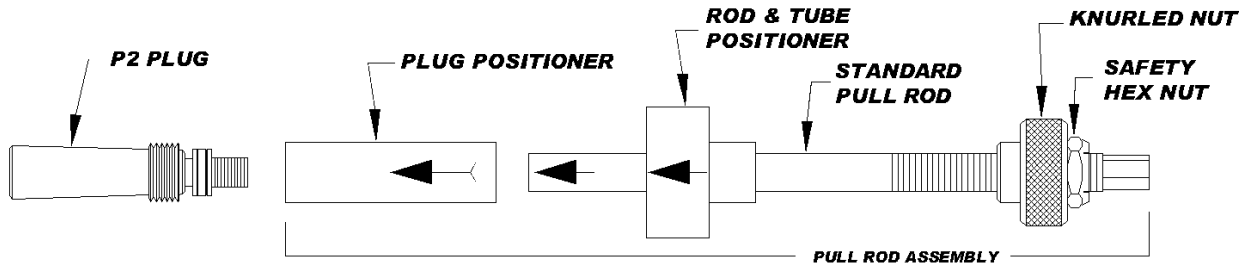 P2 PLUG
PLUG POSITIONER
ROD & TUBE
POSITIONER
STANDARD
PULL ROD
KNURLED NUT
SAFETY
HEX NUT
PULL ROD ASSEMBLY